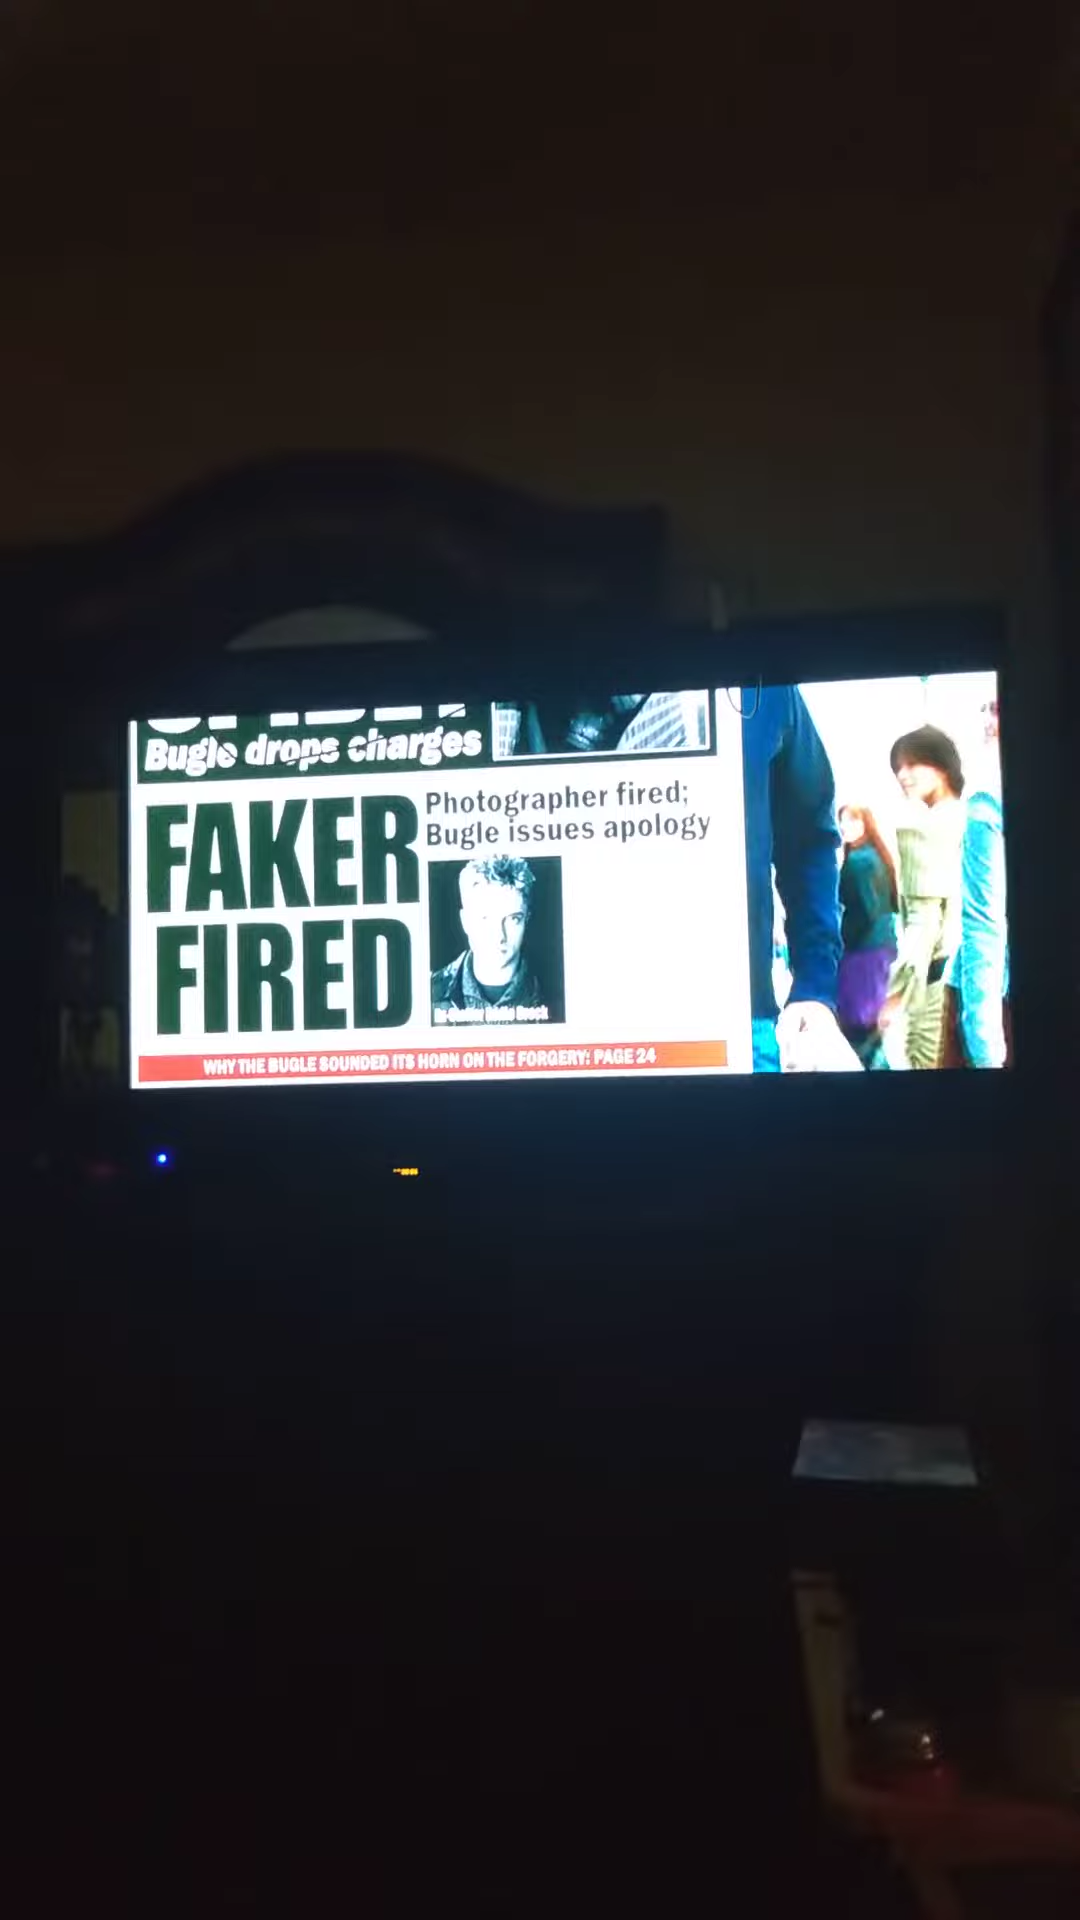 Bugle drops charges
FAKER
FIRED
Photographer fired;
Bugle issues apology
WHY THE BUGLE SOUNDED ITS HORN ON THE FORGERY: PAGE 24